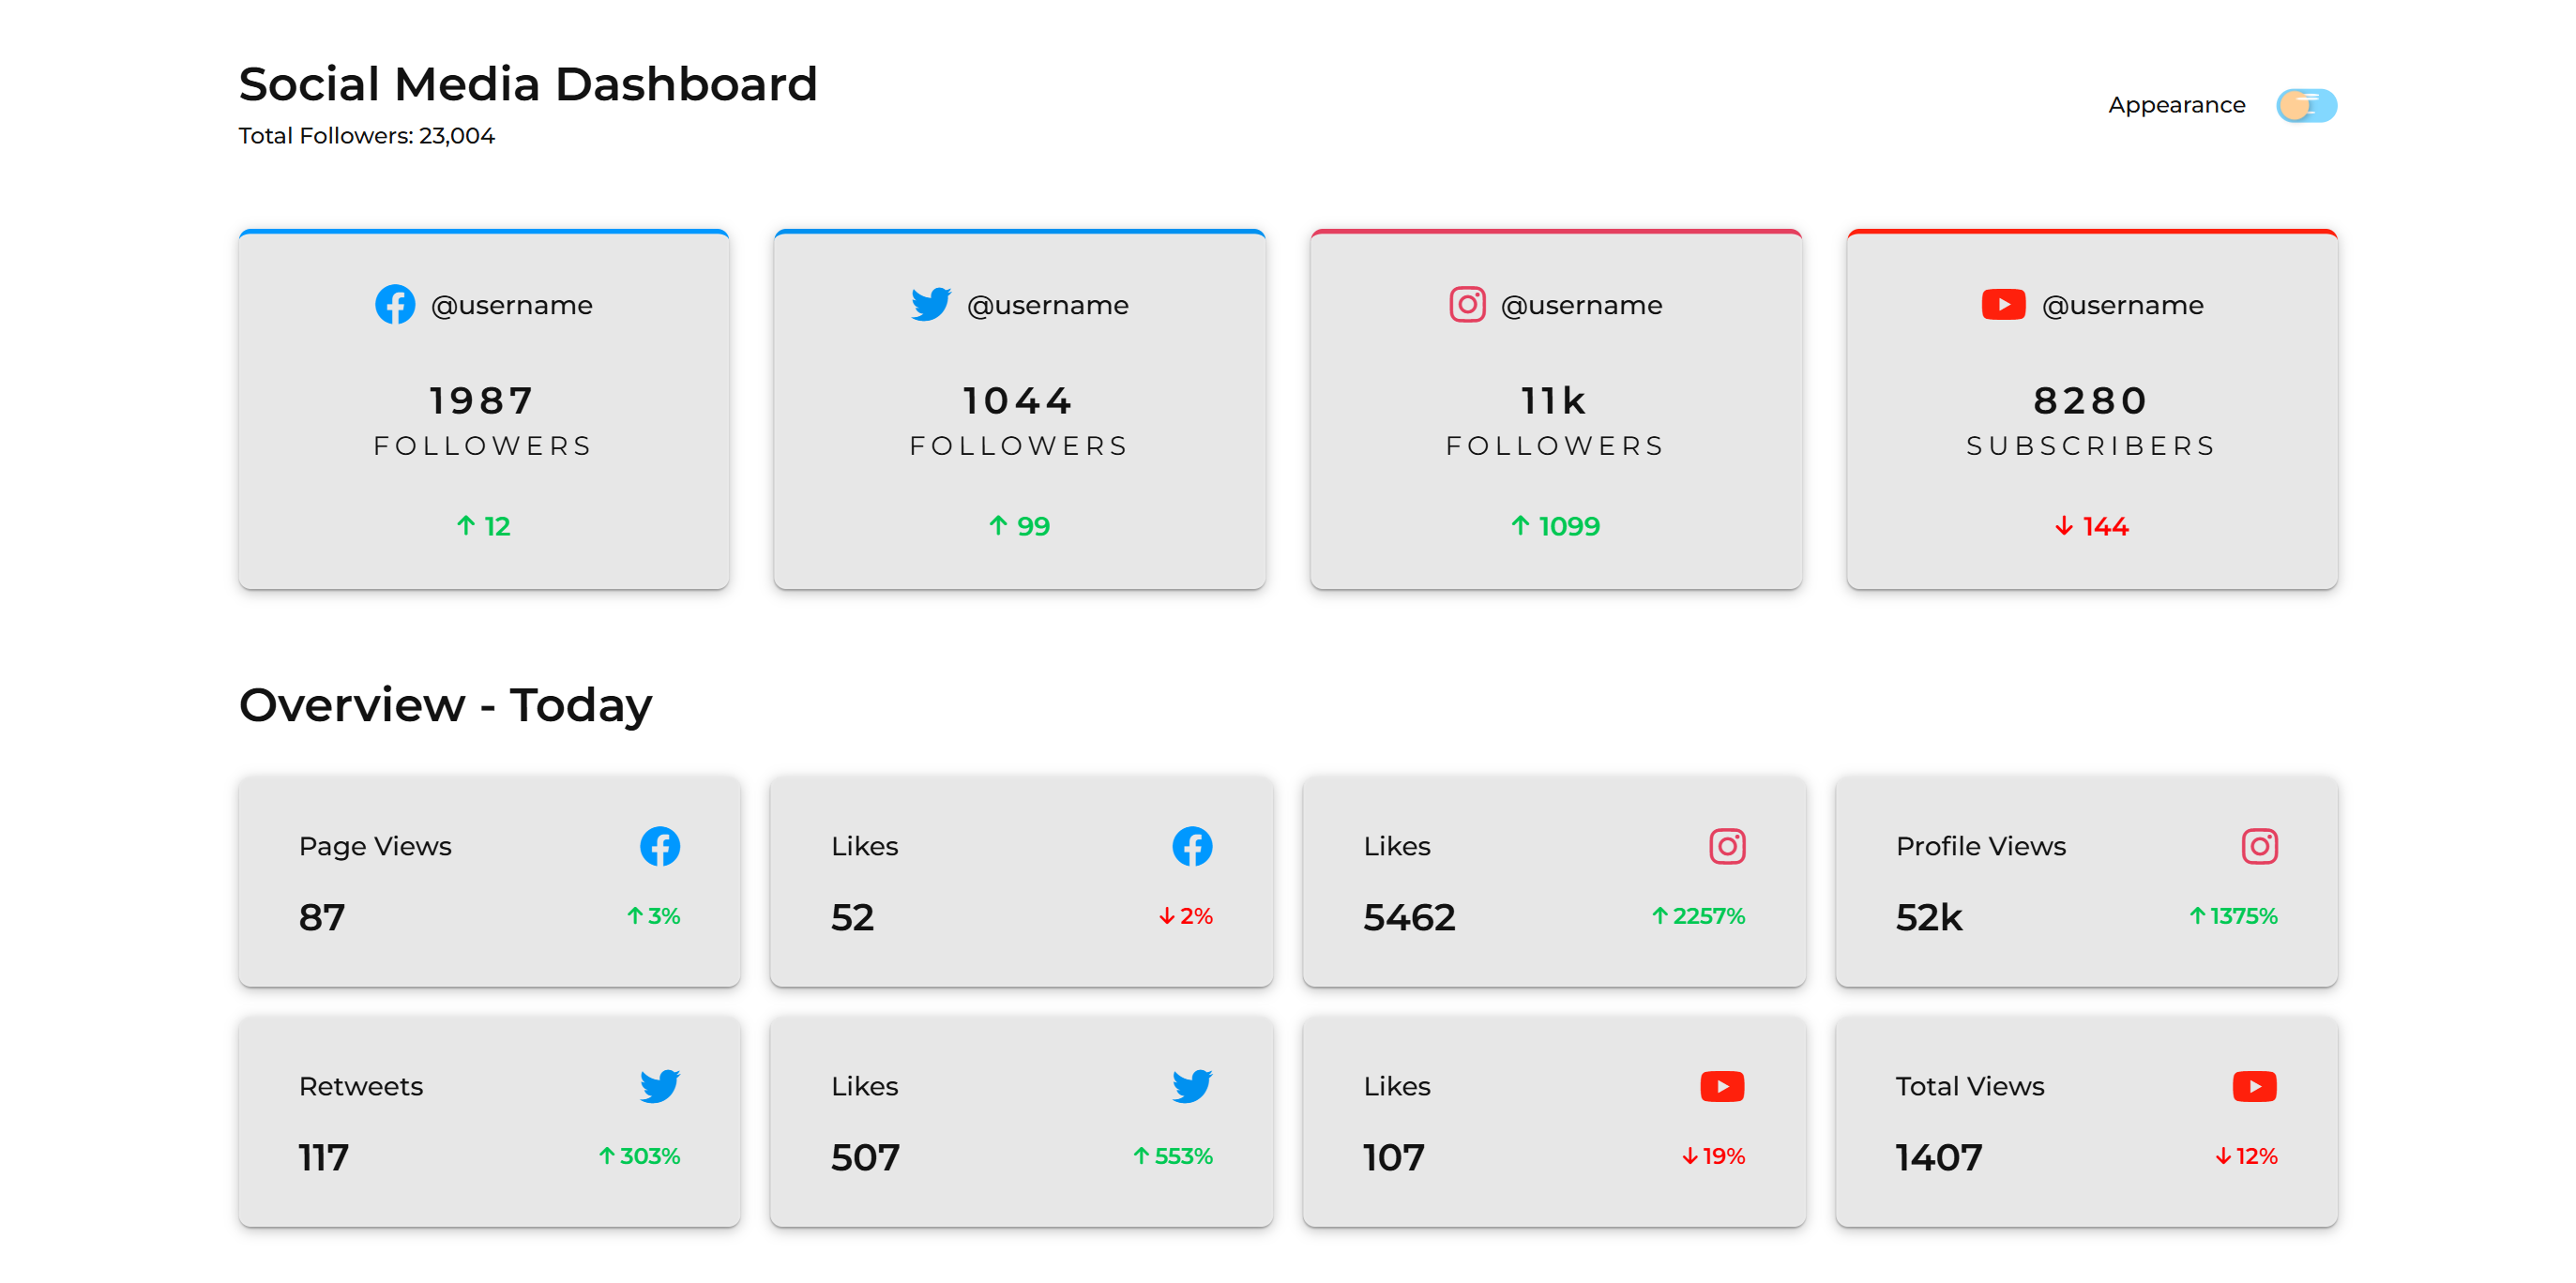 Social Media Dashboard
Total Followers: 23,004
Appearance
@username
1987
FOLLOWERS
↑ 12
@username
1044
FOLLOWERS
↑ 99
@username
11k
FOLLOWERS
↑ 1099
@username
8280
SUBSCRIBERS
↓ 144
Overview - Today
Page Views
87
↑ 3%
Likes
52
↓ 2%
Likes
5462
↑ 2257%
Profile Views
52k
↑ 1375%
Retweets
117
↑ 303%
Likes
507
↑ 553%
Likes
107
↓ 19%
Total Views
1407
↓ 12%